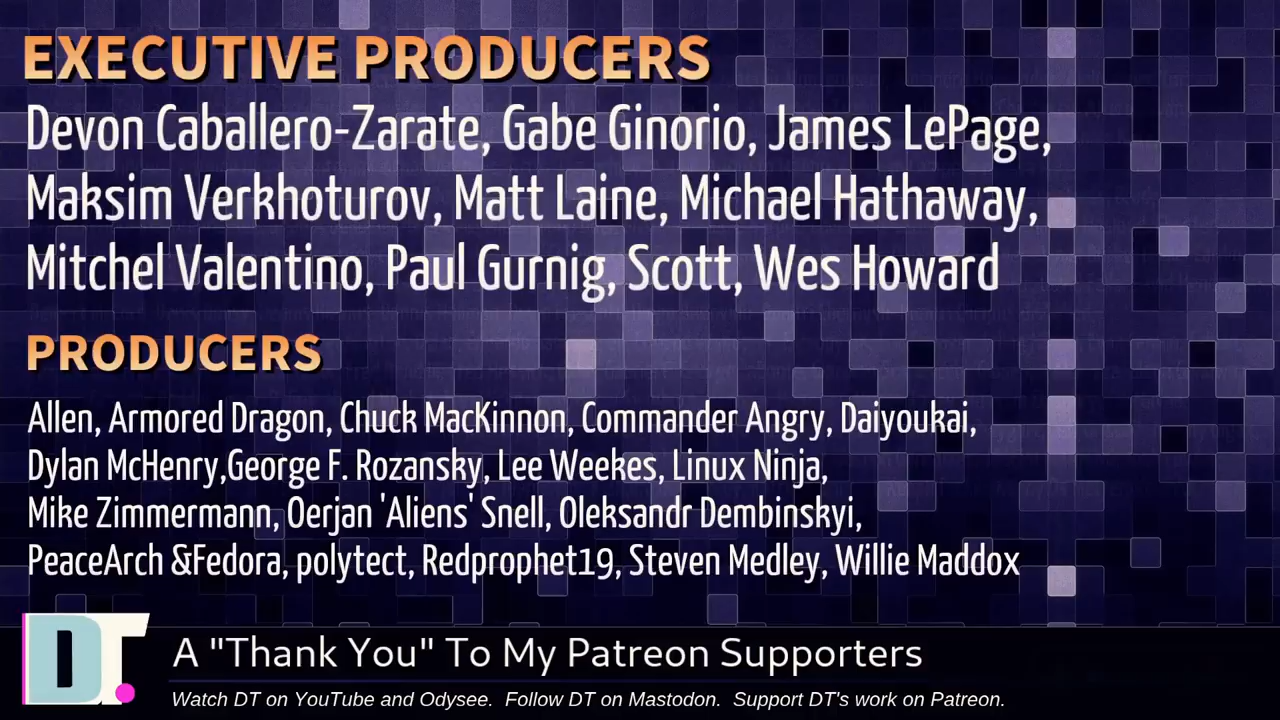 EXECUTIVE PRODUCERS
Devon Caballero-Zarate, Gabe Ginorio, James LePage,
Maksim Verkhoturov, Matt Laine, Michael Hathaway,
Mitchel Valentino, Paul Gurnig, Scott, Wes Howard
PRODUCERS
Allen, Armored Dragon, Chuck MacKinnon, Commander Angry, Daiyoukai,
Dylan McHenry,George F. Rozansky, Lee Weekes, Linux Ninja,
Mike Zimmermann, Oerjan 'Aliens' Snell, Oleksandr Dembinskyi,
PeaceArch &Fedora, polytect, Redprophet19, Steven Medley, Willie Maddox
DT.
A "Thank You" To My Patreon Supporters
Watch DT on YouTube and Odysee. Follow DT on Mastodon. Support DT's work on Patreon.